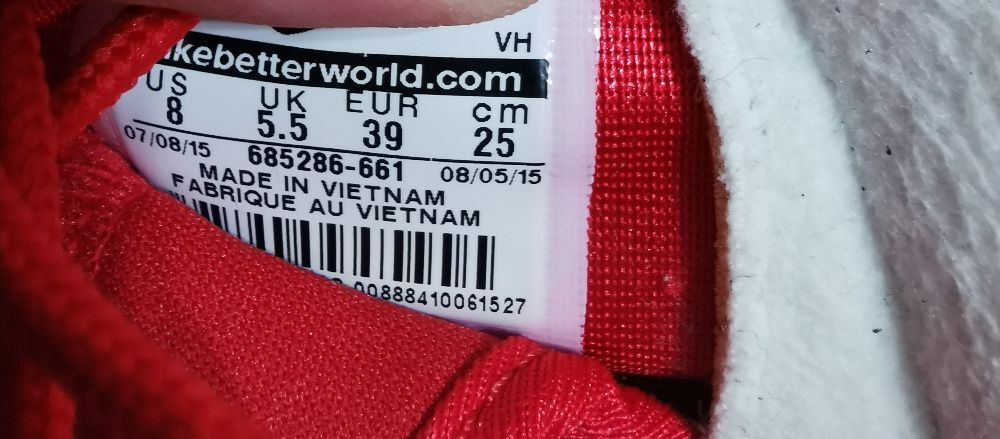 VH
ikebetterworld.com
US UK EUR cm
8 5.5 39 25
07/08/15 685286-661 08/05/15
MADE IN VIETNAM
FABRIQUE AU VIETNAM
00888410061527